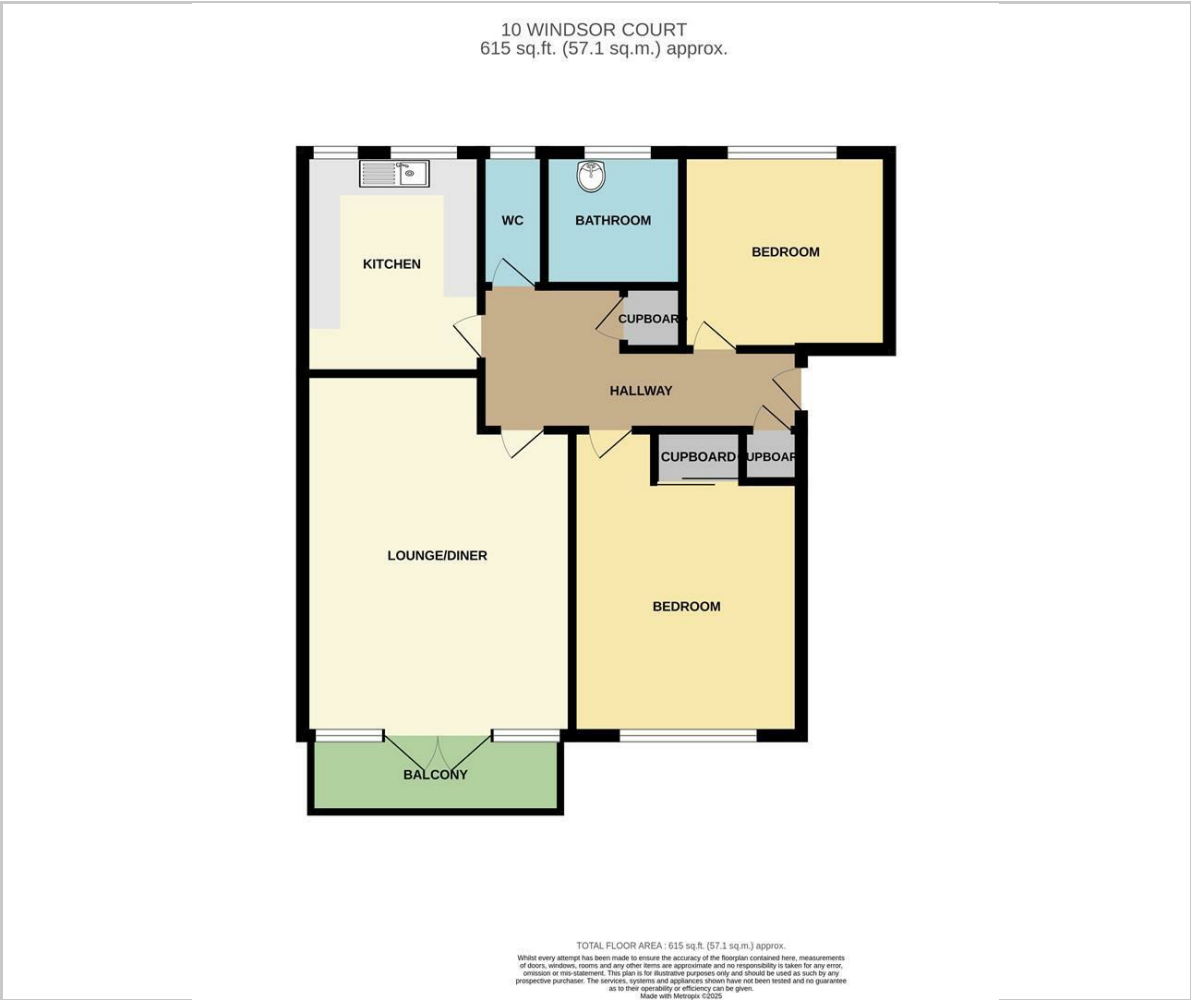 10 WINDSOR COURT
615 sq.ft. (57.1 sq.m.) approx.
WC
BATHROOM
KITCHEN
BEDROOM
CUPBOARD
HALLWAY
CUPBOARD
UPBOAR
LOUNGE/DINER
BEDROOM
BALCONY
TOTAL FLOOR AREA : 615 sq.ft. (57.1 sq.m.) approx.
Whilst every attempt has been made to ensure the accuracy of the floorplan contained here, measurements
of doors, windows, rooms and any other items are approximate and no responsibility is taken for any error,
omission or mis-statement. This plan is for illustrative purposes only and should be used as such by any
prospective purchaser. The services, systems and appliances shown have not been tested and no guarantee
as to their operability or efficiency can be given.
Made with Metropix ©2025